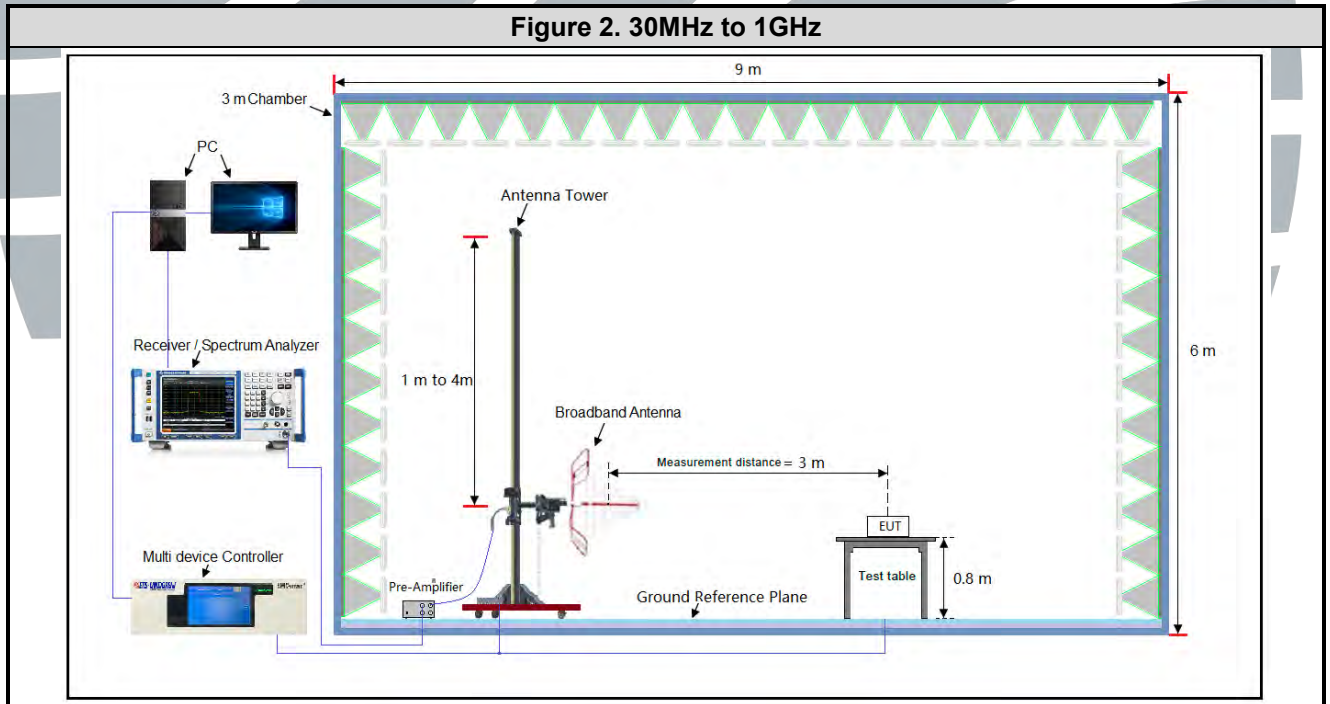 Figure 2. 30MHz to 1GHz
9 m
3 m Chamber
PC
Antenna Tower
Receiver / Spectrum Analyzer
6 m
1 m to 4m
Broadband Antenna
Measurement distance = 3 m
EUT
Multi device Controller
Pre-Amplifier
Test table
0.8 m
Ground Reference Plane